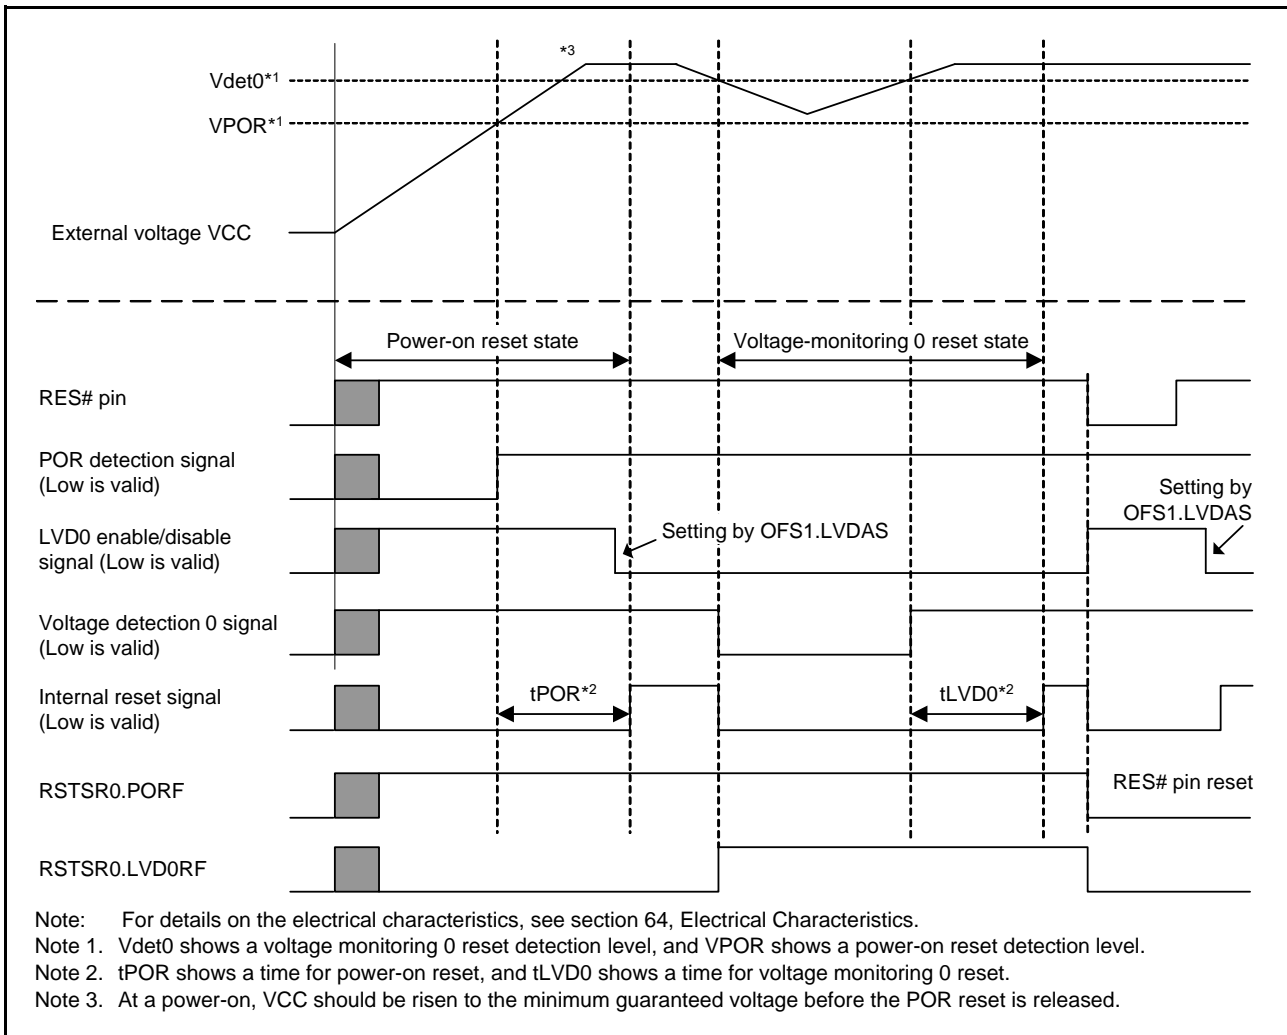 *3
Vdet0*1
VPOR*1
External voltage VCC
Power-on reset state
Voltage-monitoring 0 reset state
RES# pin
POR detection signal
(Low is valid)
Setting by
OFS1.LVDAS
LVD0 enable/disable
signal (Low is valid)
Setting by OFS1.LVDAS
Voltage detection 0 signal
(Low is valid)
Internal reset signal
(Low is valid)
tPOR*2
tLVD0*2
RSTSR0.PORF
RES# pin reset
RSTSR0.LVD0RF
Note: For details on the electrical characteristics, see section 64, Electrical Characteristics.
Note 1. Vdet0 shows a voltage monitoring 0 reset detection level, and VPOR shows a power-on reset detection level.
Note 2. tPOR shows a time for power-on reset, and tLVD0 shows a time for voltage monitoring 0 reset.
Note 3. At a power-on, VCC should be risen to the minimum guaranteed voltage before the POR reset is released.